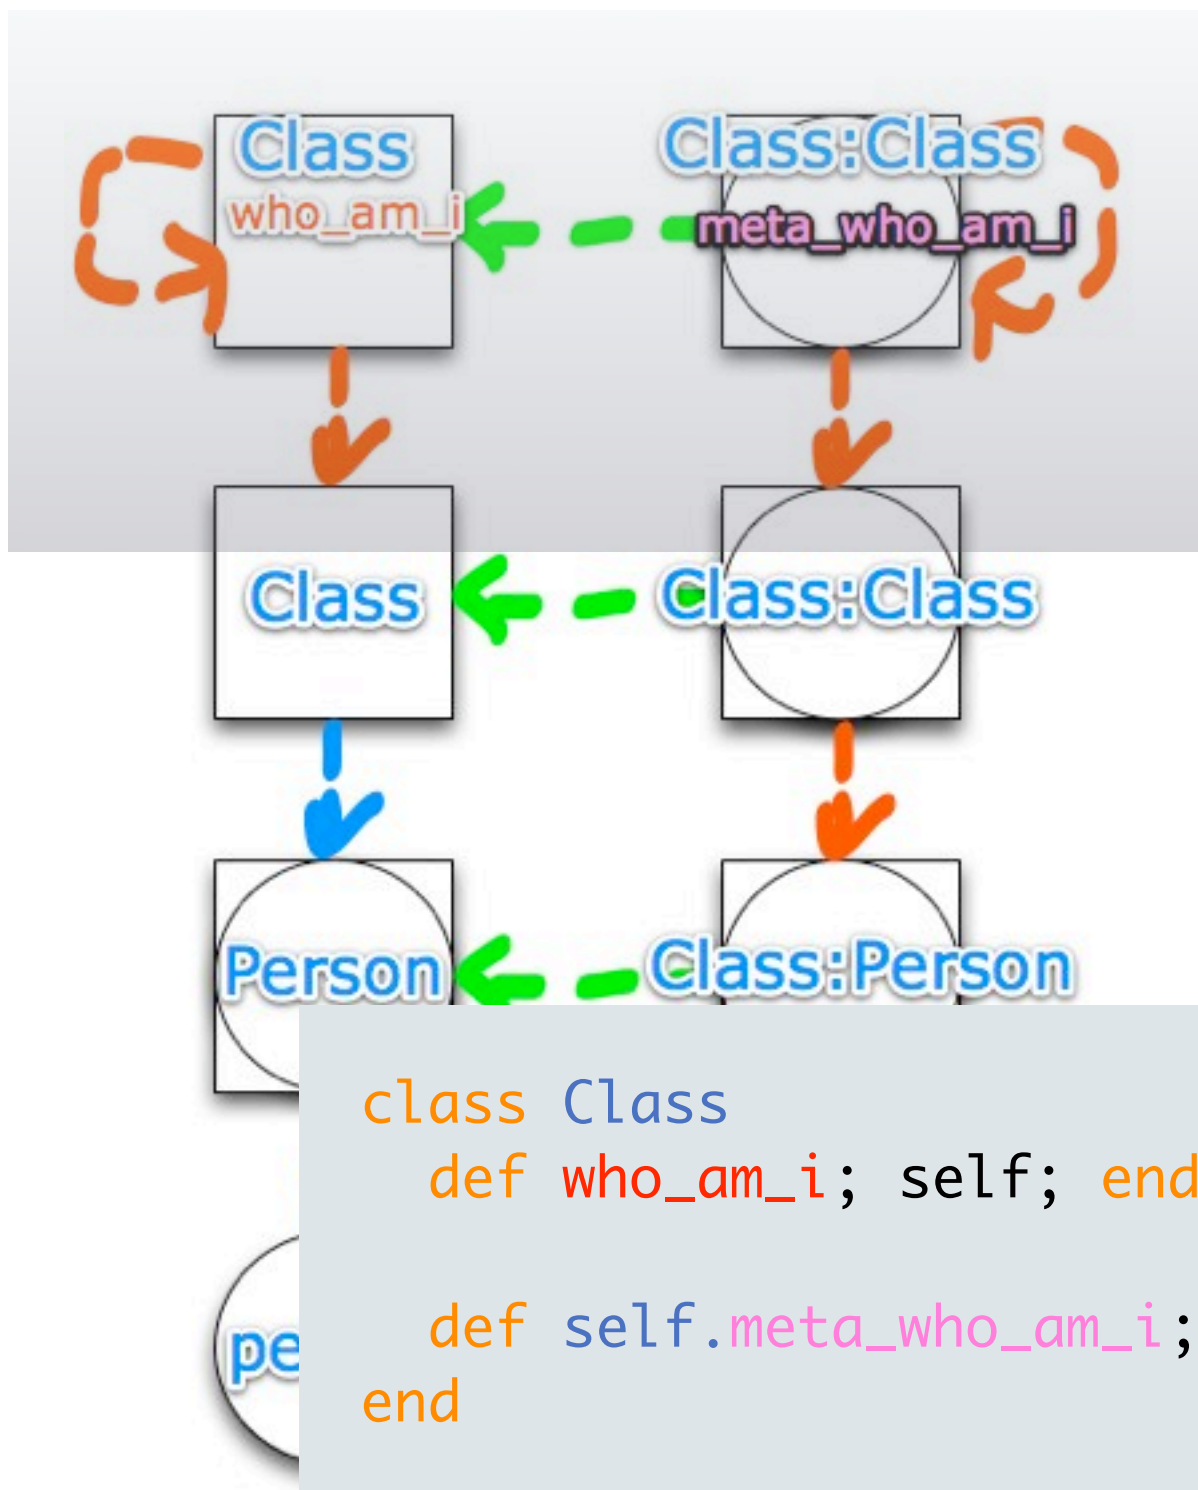 Class Class:Class
who_am_i meta_who_am_i
Class Class:Class
Person Class:Person
class Class
def who_am_i; self; end
pe
def self.meta_who_am_i;
end